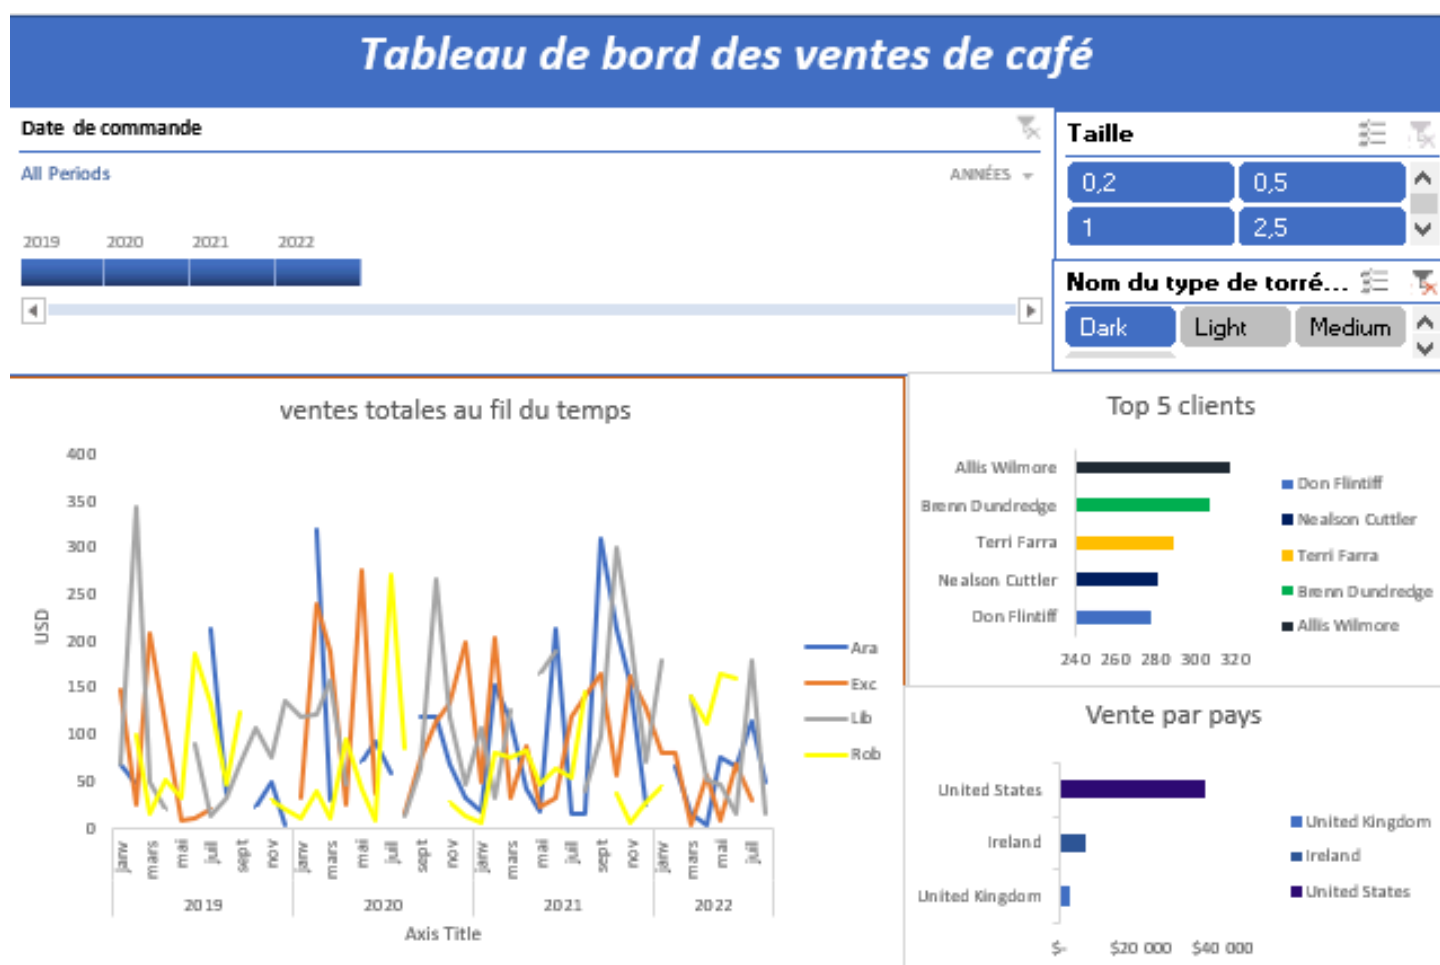 Tableau de bord des ventes de café
Date de commande
All Periods
ANNÉES
2019 2020 2021 2022
Taille
0,2 0,5
1 2,5
Nom du type de torré...
Dark Light Medium
ventes totales au fil du temps
400
350
300
250
200
150
100
50
0
USD
janv mars mai juil sept nov janv mars mai juil sept nov janv mars mai juil sept nov janv mars mai juil
2019 2020 2021 2022
Axis Title
Ara
Exc
Lib
Rob
Top 5 clients
Allis Wilmore
Brenn Dundredge
Terri Farra
Nealson Cuttler
Don Flintiff
240 260 280 300 320
Don Flintiff
Nealson Cuttler
Terri Farra
Brenn Dundredge
Allis Wilmore
Vente par pays
United States
Ireland
United Kingdom
$- $20 000 $40 000
United Kingdom
Ireland
United States